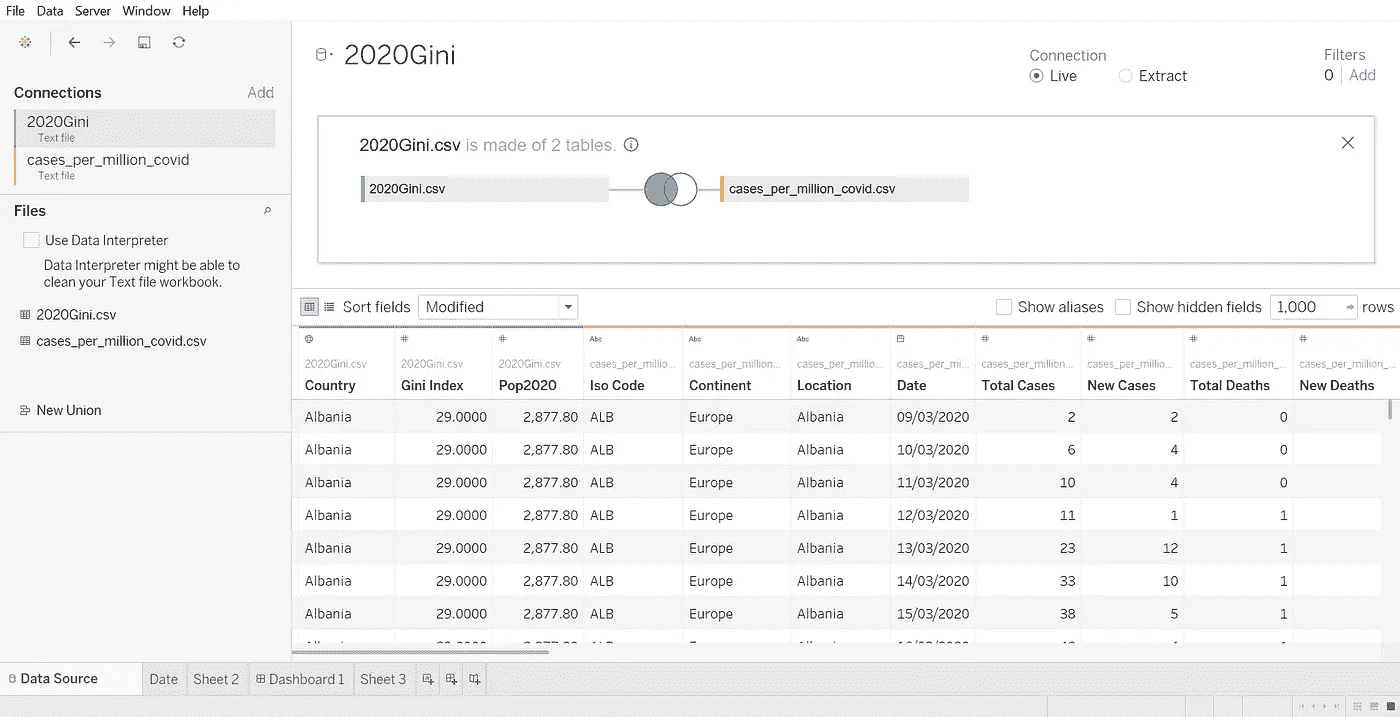 File Data Server Window Help
Connections Add
2020Gini
Text file
cases_per_million_covid
Text file
Files
Use Data Interpreter
Data Interpreter might be able to
clean your Text file workbook.
2020Gini.csv
cases_per_million_covid.csv
New Union
2020Gini
Connection
Live Extract
Filters
0 Add
2020Gini.csv is made of 2 tables.
2020Gini.csv cases_per_million_covid.csv
Sort fields Modified Show aliases Show hidden fields 1,000 rows
# # Abc Abc Abc # # # #
2020Gini.csv 2020Gini.csv 2020Gini.csv cases_per_millio... cases_per_million... cases_per_millio... cases_per_mi... cases_per_million... cases_per_millio... cases_per_million_... cases_per_million_...
Country Gini Index Pop2020 Iso Code Continent Location Date Total Cases New Cases Total Deaths New Deaths
Albania 29.0000 2,877.80 ALB Europe Albania 09/03/2020 2 2 0
Albania 29.0000 2,877.80 ALB Europe Albania 10/03/2020 6 4 0
Albania 29.0000 2,877.80 ALB Europe Albania 11/03/2020 10 4 0
Albania 29.0000 2,877.80 ALB Europe Albania 12/03/2020 11 1 1
Albania 29.0000 2,877.80 ALB Europe Albania 13/03/2020 23 12 1
Albania 29.0000 2,877.80 ALB Europe Albania 14/03/2020 33 10 1
Albania 29.0000 2,877.80 ALB Europe Albania 15/03/2020 38 5 1
Data Source Date Sheet 2 Dashboard 1 Sheet 3